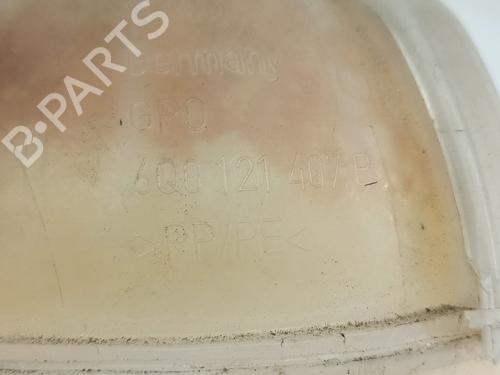 B-PARTS
Germany
GPO
6Q0 121 407 B
>PP/PE<